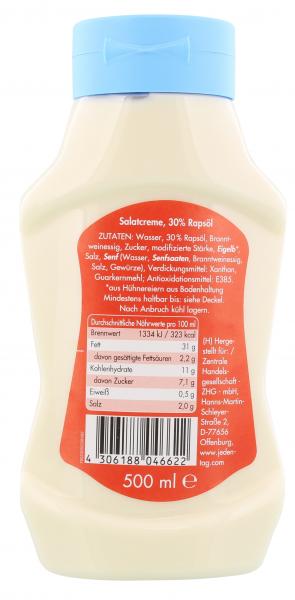 Salatcreme, 30% Rapsöl
ZUTATEN: Wasser, 30% Rapsöl, Brannt-
weinessig, Zucker, modifizierte Stärke, Eigelb*,
Salz, Senf (Wasser, Senfsaaten, Branntweinessig,
Salz, Gewürze), Verdickungsmittel: Xanthan,
Guarkernmehl; Antioxidationsmittel: E385.
*aus Hühnereiern aus Bodenhaltung
Mindestens haltbar bis: siehe Deckel.
Nach Anbruch kühl lagern.
Durchschnittliche Nährwerte pro 100 ml
Brennwert 1334 kJ / 323 kcal
Fett 31 g
davon gesättigte Fettsäuren 2,2 g
Kohlenhydrate 11 g
davon Zucker 7,1 g
Eiweiß 0,5 g
Salz 2,0 g
(H) Herge-
stellt für: /
Zentrale
Handels-
gesellschaft -
ZHG - mbH,
Hanns-Martin-
Schleyer-
Straße 2,
D-77656
Offenburg,
www.jeden-
tag.com
4 306188 046622
500 ml e